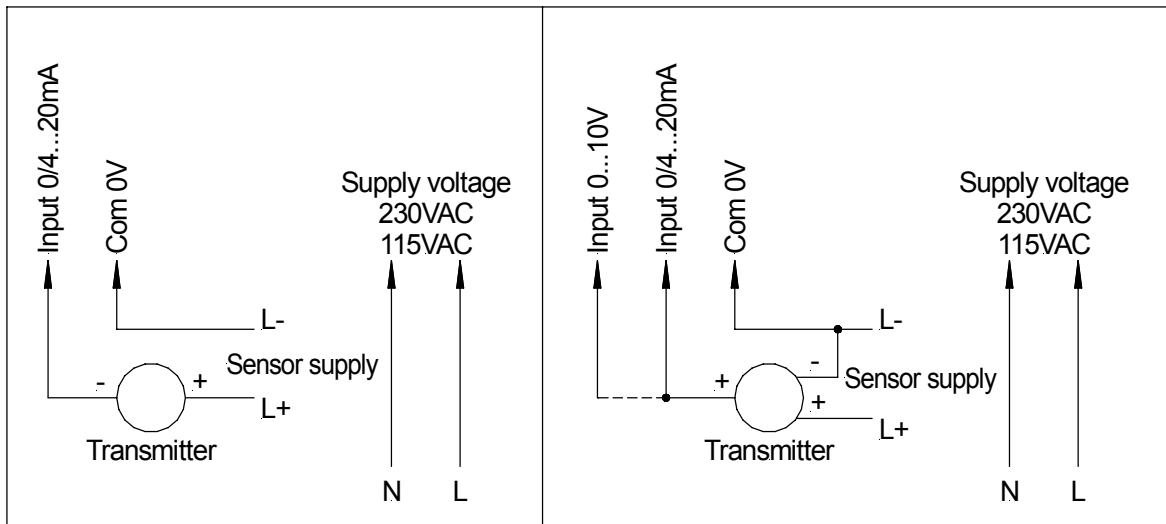 Input 0/4...20mA
Com 0V
Supply voltage
230VAC
115VAC
L-
Sensor supply
-
+
L+
Transmitter
N
L
Input 0...10V
Input 0/4...20mA
Com 0V
Supply voltage
230VAC
115VAC
L-
-
Sensor supply
+
+
L+
Transmitter
N
L